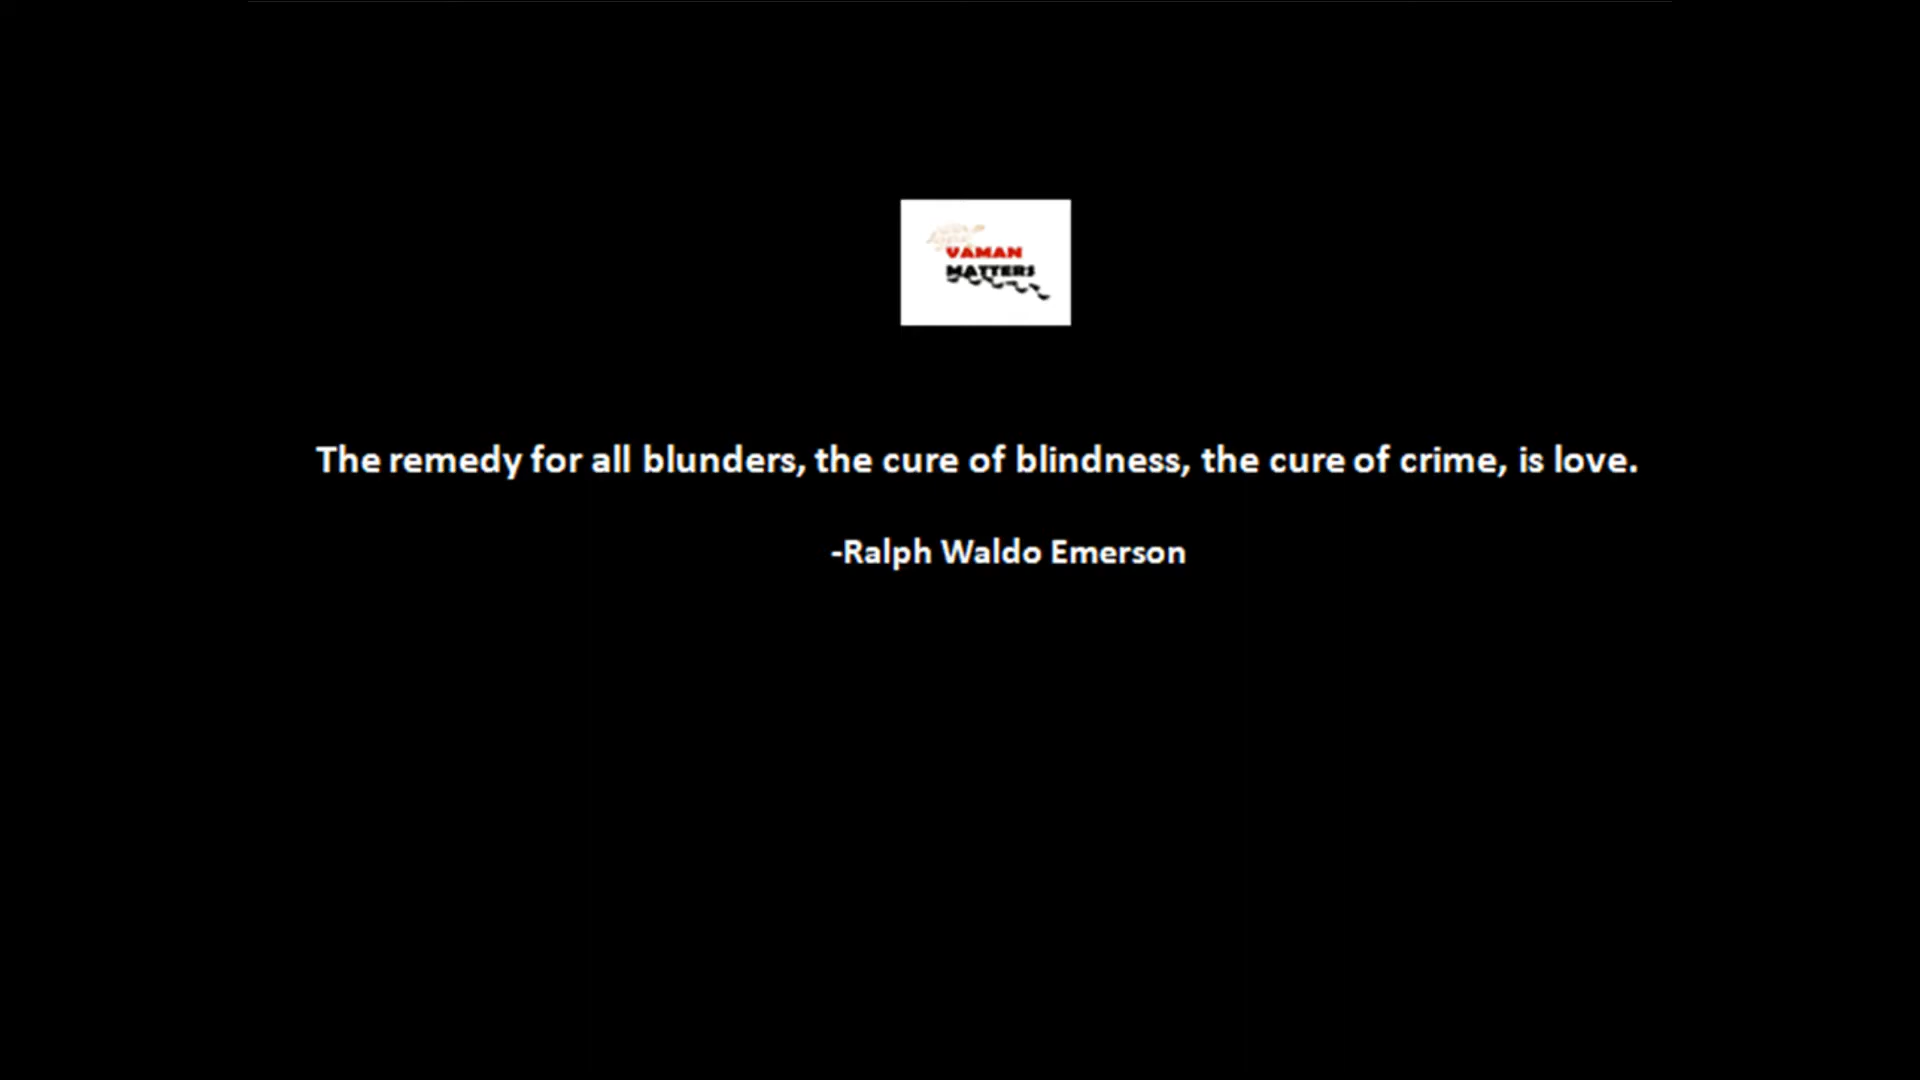 VAMAN
MATTERS
The remedy for all blunders, the cure of blindness, the cure of crime, is love.
-Ralph Waldo Emerson